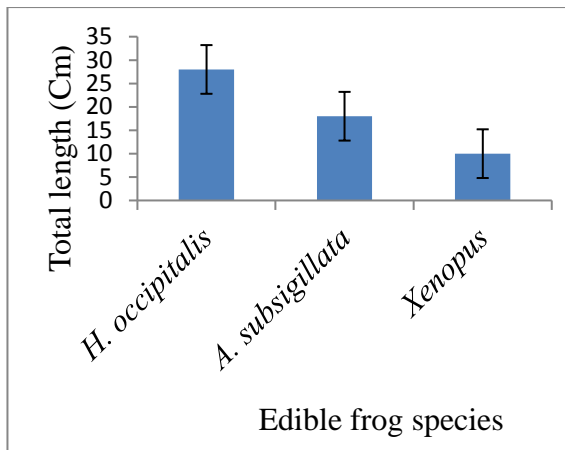 Total length (Cm)
35
30
25
20
15
10
5
0
H. occipitalis
A. subsigillata
Xenopus
Edible frog species